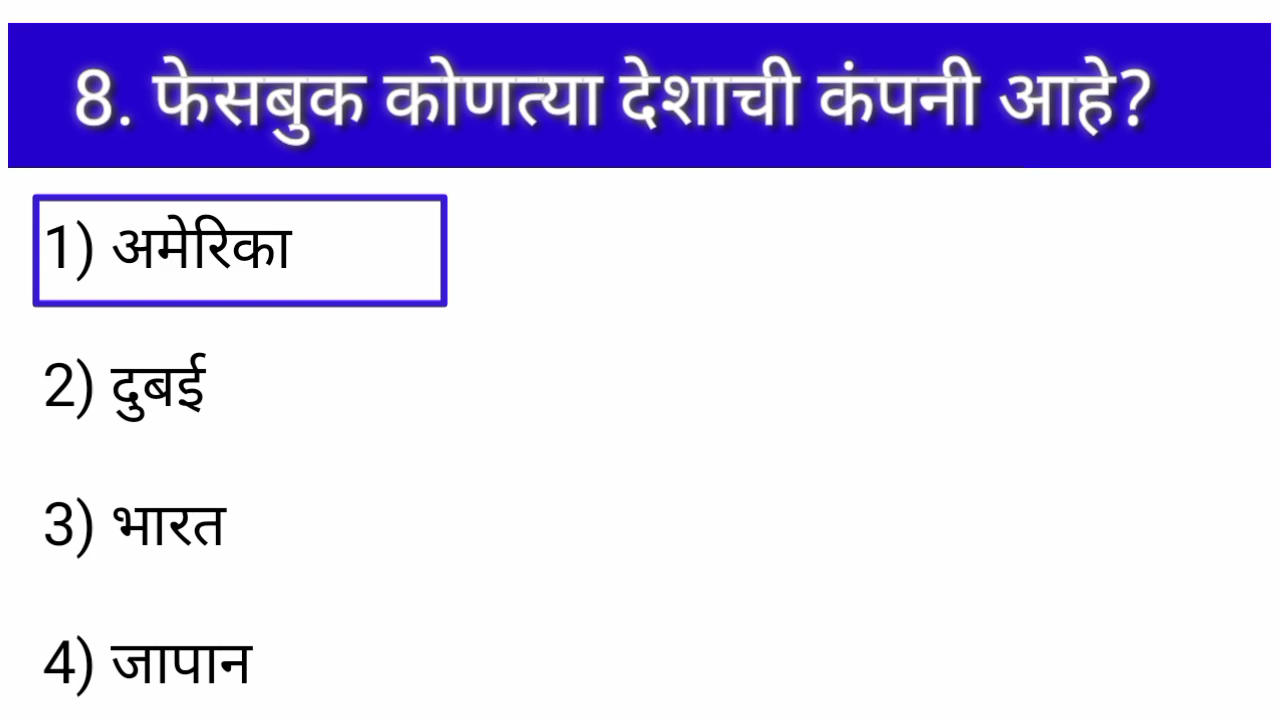 8. फेसबुक कोणत्या देशाची कंपनी आहे?
1) अमेरिका
2) दुबई
3) भारत
4) जापान